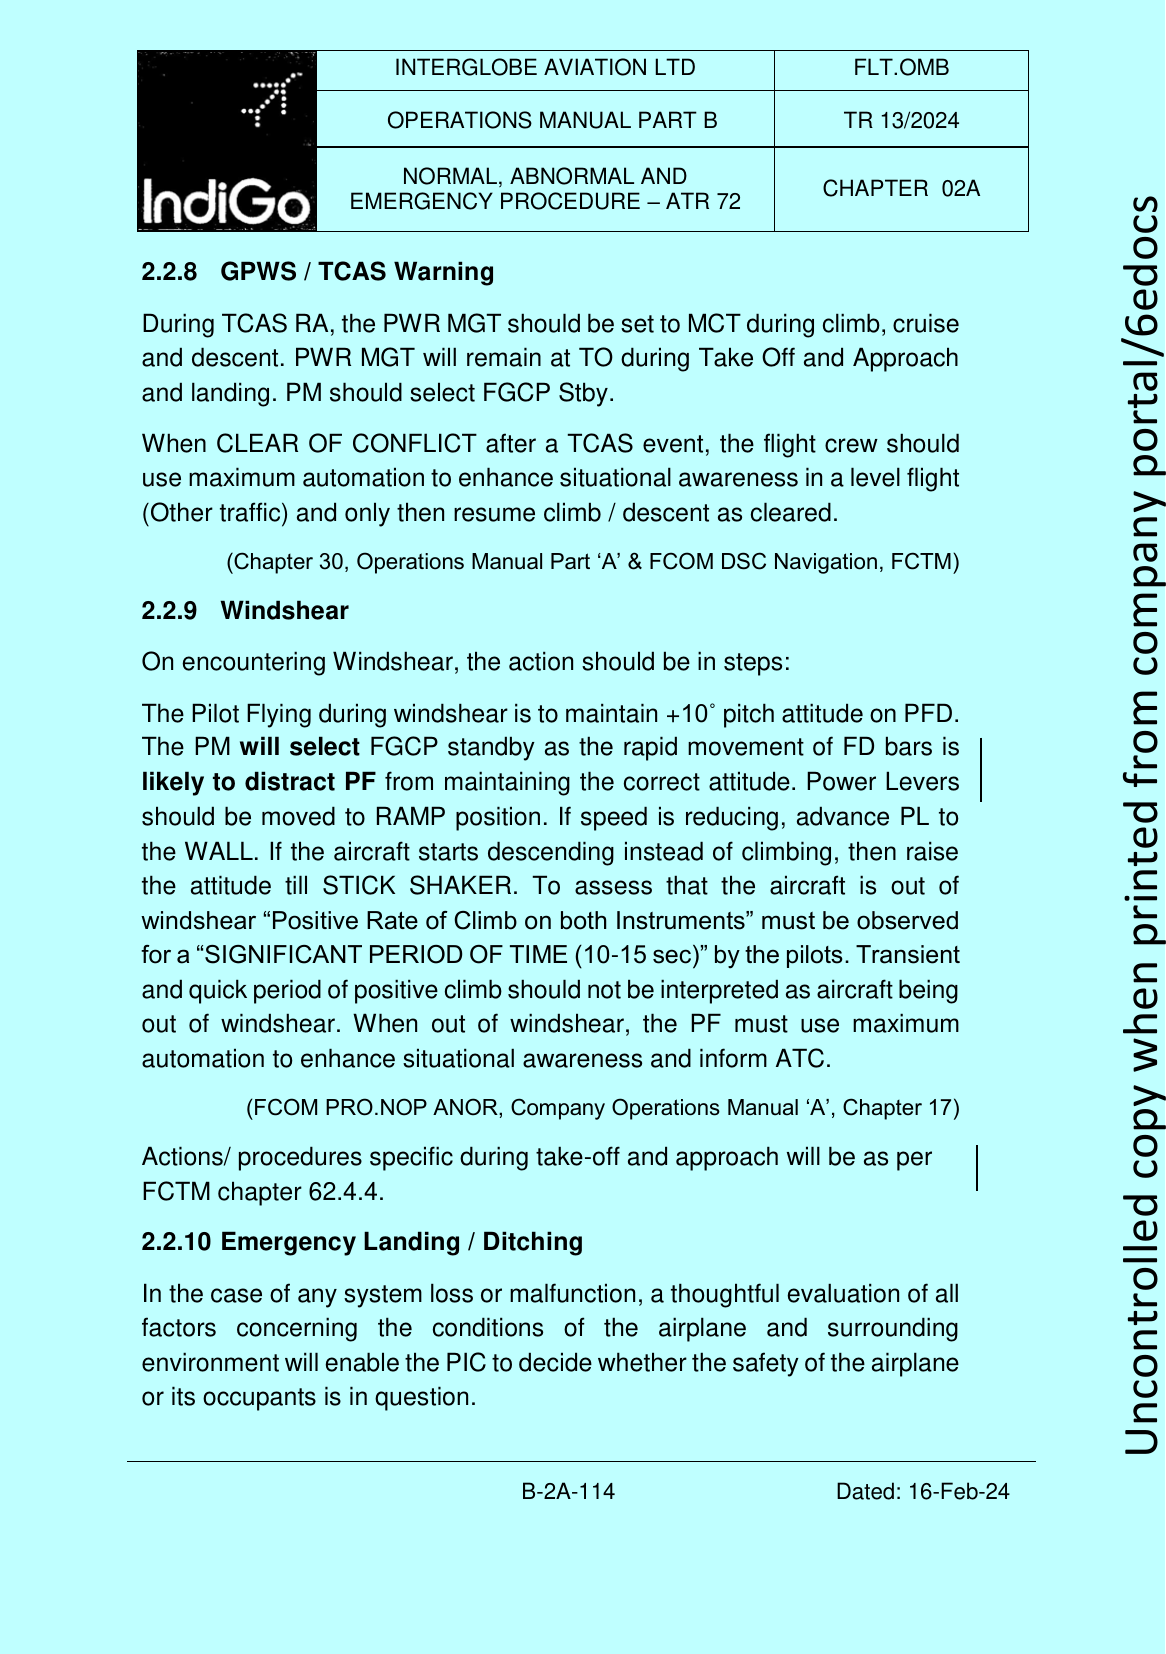 IndiGo
INTERGLOBE AVIATION LTD
FLT.OMB
OPERATIONS MANUAL PART B
TR 13/2024
NORMAL, ABNORMAL AND
EMERGENCY PROCEDURE – ATR 72
CHAPTER 02A
2.2.8 GPWS / TCAS Warning
During TCAS RA, the PWR MGT should be set to MCT during climb, cruise
and descent. PWR MGT will remain at TO during Take Off and Approach
and landing. PM should select FGCP Stby.
When CLEAR OF CONFLICT after a TCAS event, the flight crew should
use maximum automation to enhance situational awareness in a level flight
(Other traffic) and only then resume climb / descent as cleared.
(Chapter 30, Operations Manual Part ‘A’ & FCOM DSC Navigation, FCTM)
2.2.9 Windshear
On encountering Windshear, the action should be in steps:
The Pilot Flying during windshear is to maintain +10˚ pitch attitude on PFD.
The PM will select FGCP standby as the rapid movement of FD bars is
likely to distract PF from maintaining the correct attitude. Power Levers
should be moved to RAMP position. If speed is reducing, advance PL to
the WALL. If the aircraft starts descending instead of climbing, then raise
the attitude till STICK SHAKER. To assess that the aircraft is out of
windshear “Positive Rate of Climb on both Instruments” must be observed
for a “SIGNIFICANT PERIOD OF TIME (10-15 sec)” by the pilots. Transient
and quick period of positive climb should not be interpreted as aircraft being
out of windshear. When out of windshear, the PF must use maximum
automation to enhance situational awareness and inform ATC.
(FCOM PRO.NOP ANOR, Company Operations Manual ‘A’, Chapter 17)
Actions/ procedures specific during take-off and approach will be as per
FCTM chapter 62.4.4.
2.2.10 Emergency Landing / Ditching
In the case of any system loss or malfunction, a thoughtful evaluation of all
factors concerning the conditions of the airplane and surrounding
environment will enable the PIC to decide whether the safety of the airplane
or its occupants is in question.
B-2A-114
Dated: 16-Feb-24
Uncontrolled copy when printed from company portal/6edocs